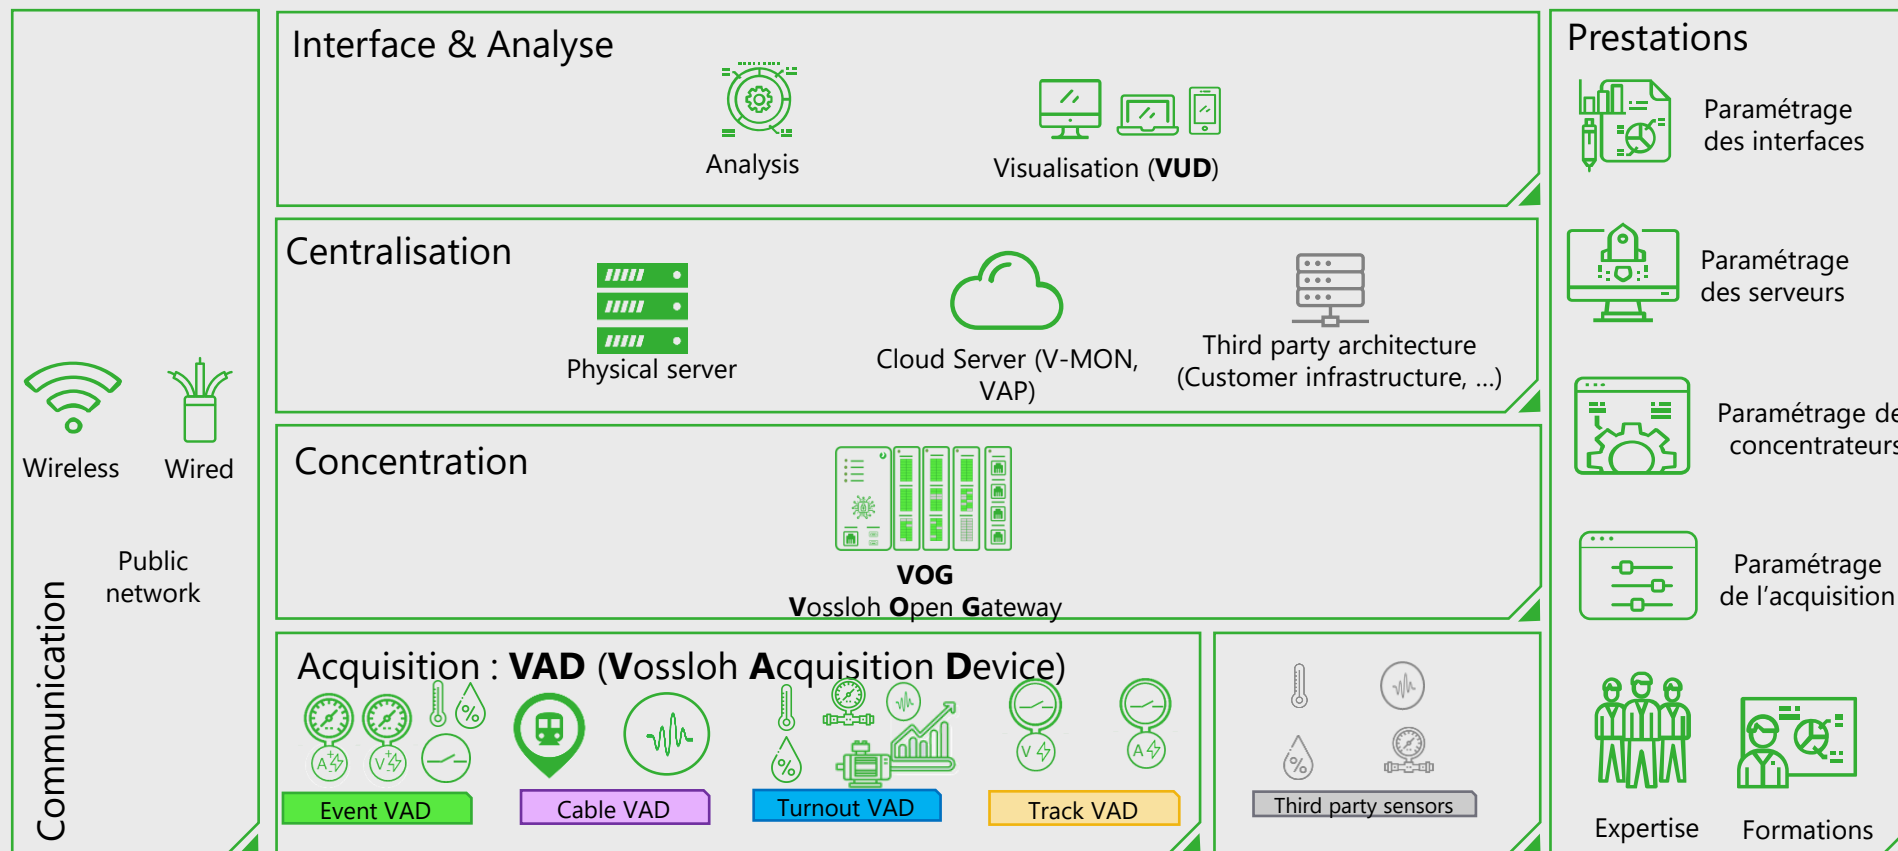 Interface & Analyse
Analysis
Visualisation (VUD)
Centralisation
Physical server
Cloud Server (V-MON,
VAP)
Third party architecture
(Customer infrastructure, ...)
Concentration
VOG
Vossloh Open Gateway
Acquisition : VAD (Vossloh Acquisition Device)
%
A
V
%
V
A
%
Event VAD
Cable VAD
Turnout VAD
Track VAD
Third party sensors
Communication
Wireless
Wired
Public
network
Prestations
Paramétrage
des interfaces
Paramétrage
des serveurs
Paramétrage de
concentrateurs
Paramétrage
de l’acquisition
Expertise
Formations